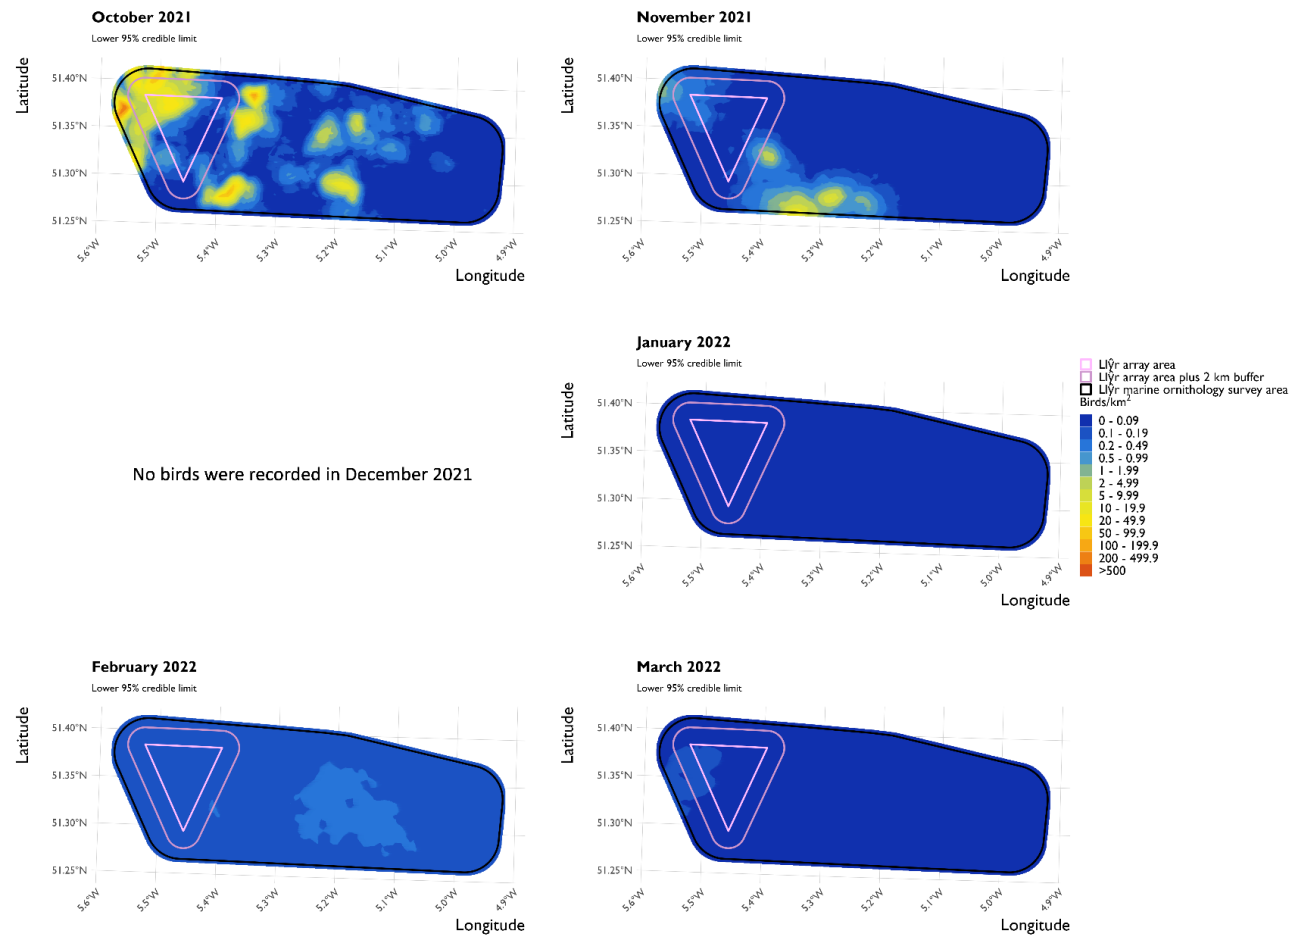 October 2021
Lower 95% credible limit
Latitude
51.40°N
51.35°N
51.30°N
51.25°N
5.6°W
5.5°W
5.4°W
5.3°W
5.2°W
5.1°W
5.0°W
4.9°W
Longitude
November 2021
Lower 95% credible limit
Latitude
51.40°N
51.35°N
51.30°N
51.25°N
5.6°W
5.5°W
5.4°W
5.3°W
5.2°W
5.1°W
5.0°W
4.9°W
Longitude
No birds were recorded in December 2021
January 2022
Lower 95% credible limit
Latitude
51.40°N
51.35°N
51.30°N
51.25°N
5.6°W
5.5°W
5.4°W
5.3°W
5.2°W
5.1°W
5.0°W
4.9°W
Longitude
Llŷr array area
Llŷr array area plus 2 km buffer
Llŷr marine ornithology survey area
Birds/km²
0 - 0.09
0.1 - 0.19
0.2 - 0.49
0.5 - 0.99
1 - 1.99
2 - 4.99
5 - 9.99
10 - 19.9
20 - 49.9
50 - 99.9
100 - 199.9
200 - 499.9
>500
February 2022
Lower 95% credible limit
Latitude
51.40°N
51.35°N
51.30°N
51.25°N
5.6°W
5.5°W
5.4°W
5.3°W
5.2°W
5.1°W
5.0°W
4.9°W
Longitude
March 2022
Lower 95% credible limit
Latitude
51.40°N
51.35°N
51.30°N
51.25°N
5.6°W
5.5°W
5.4°W
5.3°W
5.2°W
5.1°W
5.0°W
4.9°W
Longitude